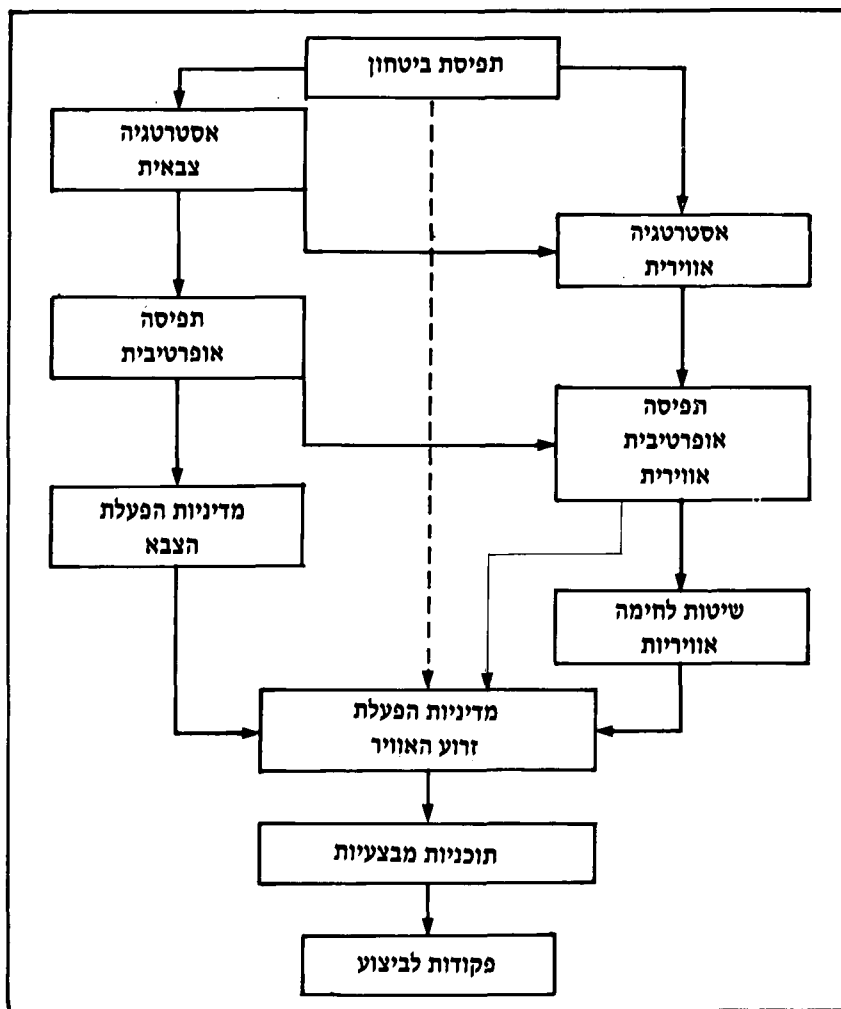 תפיסת ביטחון
אסטרטגיה
צבאית
אסטרטגיה
אווירית
תפיסה
אופרטיבית
תפיסה
אופרטיבית
אווירית
מדיניות הפעלת
הצבא
שיטות לחימה
אוויריות
מדיניות הפעלת
זרוע האוויר
תוכניות מבצעיות
פקודות לביצוע